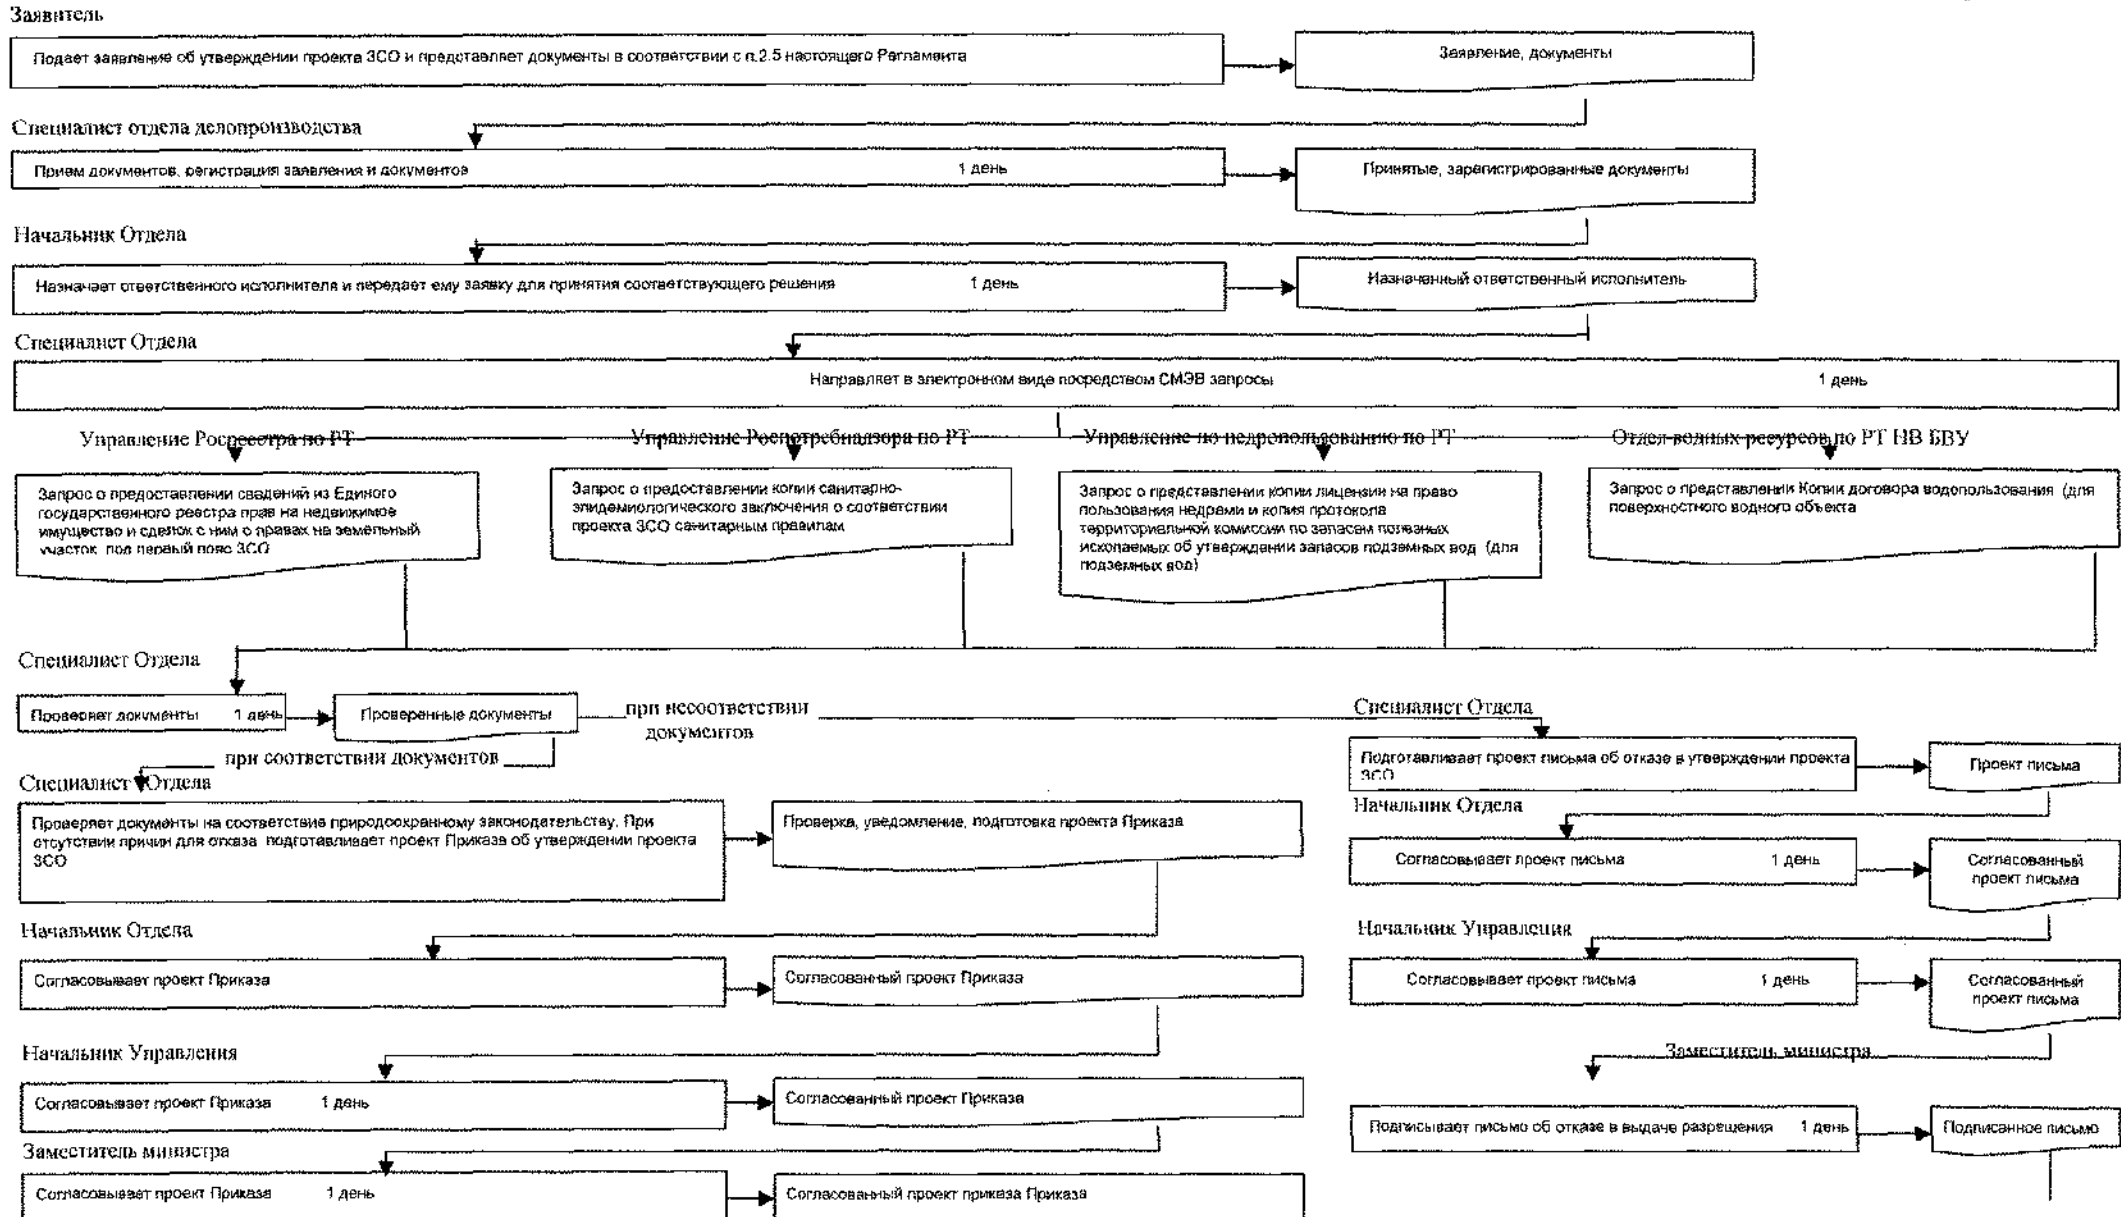 Заявитель
Подает заявление об утверждении проекта ЗСО и представляет документы в соответствии с п.2.5 настоящего Регламента
Заявление, документы
Специалист отдела делопроизводства
Прием документов, регистрация заявления и документов 1 день
Принятые, зарегистрированные документы
Начальник Отдела
Назначает ответственного исполнителя и передает ему заявку для принятия соответствующего решения 1 день
Назначенный ответственный исполнитель
Специалист Отдела
Направляет в электронном виде посредством СМЭВ запросы 1 день
Управление Росреестра по РТ
Управление Роспотребнадзора по РТ
Управление по недропользованию по РТ
Отдел водных ресурсов по РТ НВ БВУ
Запрос о предоставлении сведений из Единого
государственного реестра прав на недвижимое
имущество и сделок с ним о правах на земельный
участок под первый пояс ЗСО
Запрос о предоставлении копии санитарно-
эпидемиологического заключения о соответствии
проекта ЗСО санитарным правилам
Запрос о представлении копии лицензии на право
пользования недрами и копия протокола
территориальной комиссии по запасам полезных
ископаемых об утверждении запасов подземных вод (для
подземных вод)
Запрос о представлении Копии договора водопользования (для
поверхностного водного объекта
Специалист Отдела
Проверяет документы 1 день
Проверенные документы
при несоответствии
документов
при соответствии документов
Специалист Отдела
Подготавливает проект письма об отказе в утверждении проекта
ЗСО
Проект письма
Специалист Отдела
Проверяет документы на соответствие природоохранному законодательству. При
отсутствии причин для отказа подготавливает проект Приказа об утверждении проекта
ЗСО
Проверка, уведомление, подготовка проекта Приказа
Начальник Отдела
Согласовывает проект письма 1 день
Согласованный
проект письма
Начальник Отдела
Согласовывает проект Приказа
Согласованный проект Приказа
Начальник Управления
Согласовывает проект письма 1 день
Согласованный
проект письма
Начальник Управления
Согласовывает проект Приказа 1 день
Согласованный проект Приказа
Заместитель министра
Подписывает письмо об отказе в выдаче разрешения 1 день
Подписанное письмо
Заместитель министра
Согласовывает проект Приказа 1 день
Согласованный проект приказа Приказа